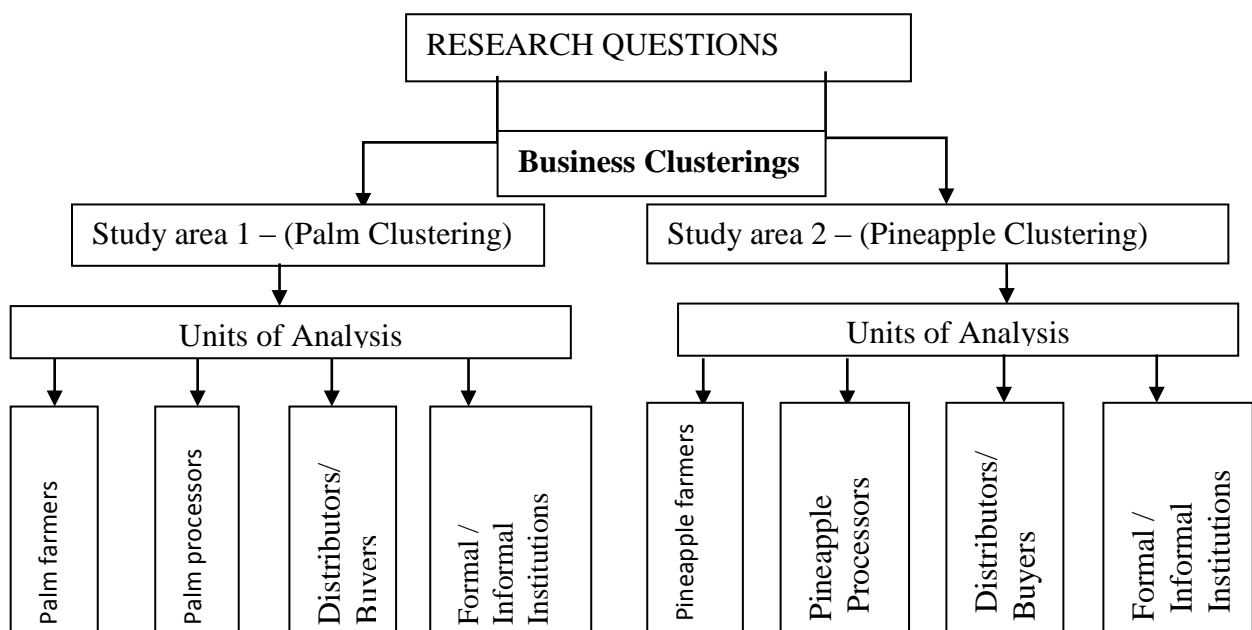 RESEARCH QUESTIONS
Business Clusterings
Study area 1 – (Palm Clustering)
Study area 2 – (Pineapple Clustering)
Units of Analysis
Units of Analysis
Palm farmers
Palm processors
Distributors/
Buyers
Formal /
Informal
Institutions
Pineapple farmers
Pineapple
Processors
Distributors/
Buyers
Formal /
Informal
Institutions